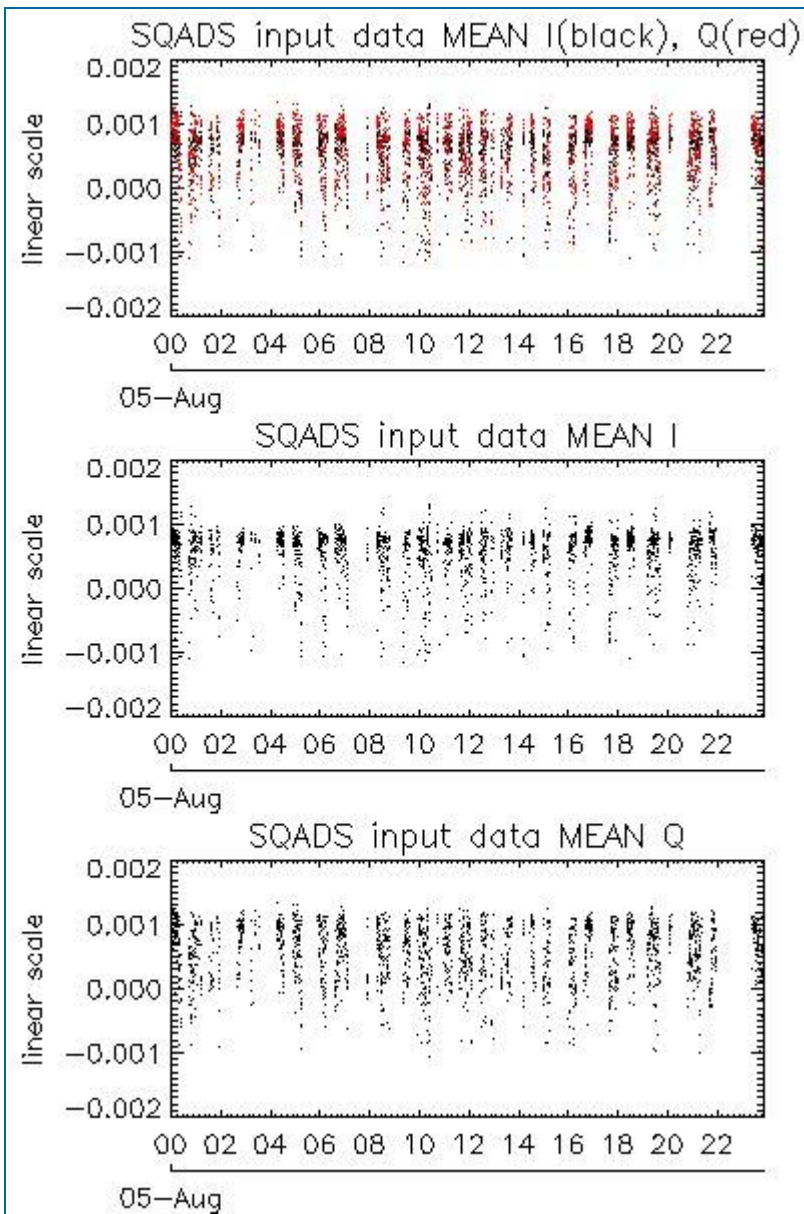 SQADS input data MEAN I(black), Q(red)
0.002
0.001
0.000
−0.001
−0.002
linear scale
00 02 04 06 08 10 12 14 16 18 20 22
05−Aug
SQADS input data MEAN I
0.002
0.001
0.000
−0.001
−0.002
linear scale
00 02 04 06 08 10 12 14 16 18 20 22
05−Aug
SQADS input data MEAN Q
0.002
0.001
0.000
−0.001
−0.002
linear scale
00 02 04 06 08 10 12 14 16 18 20 22
05−Aug